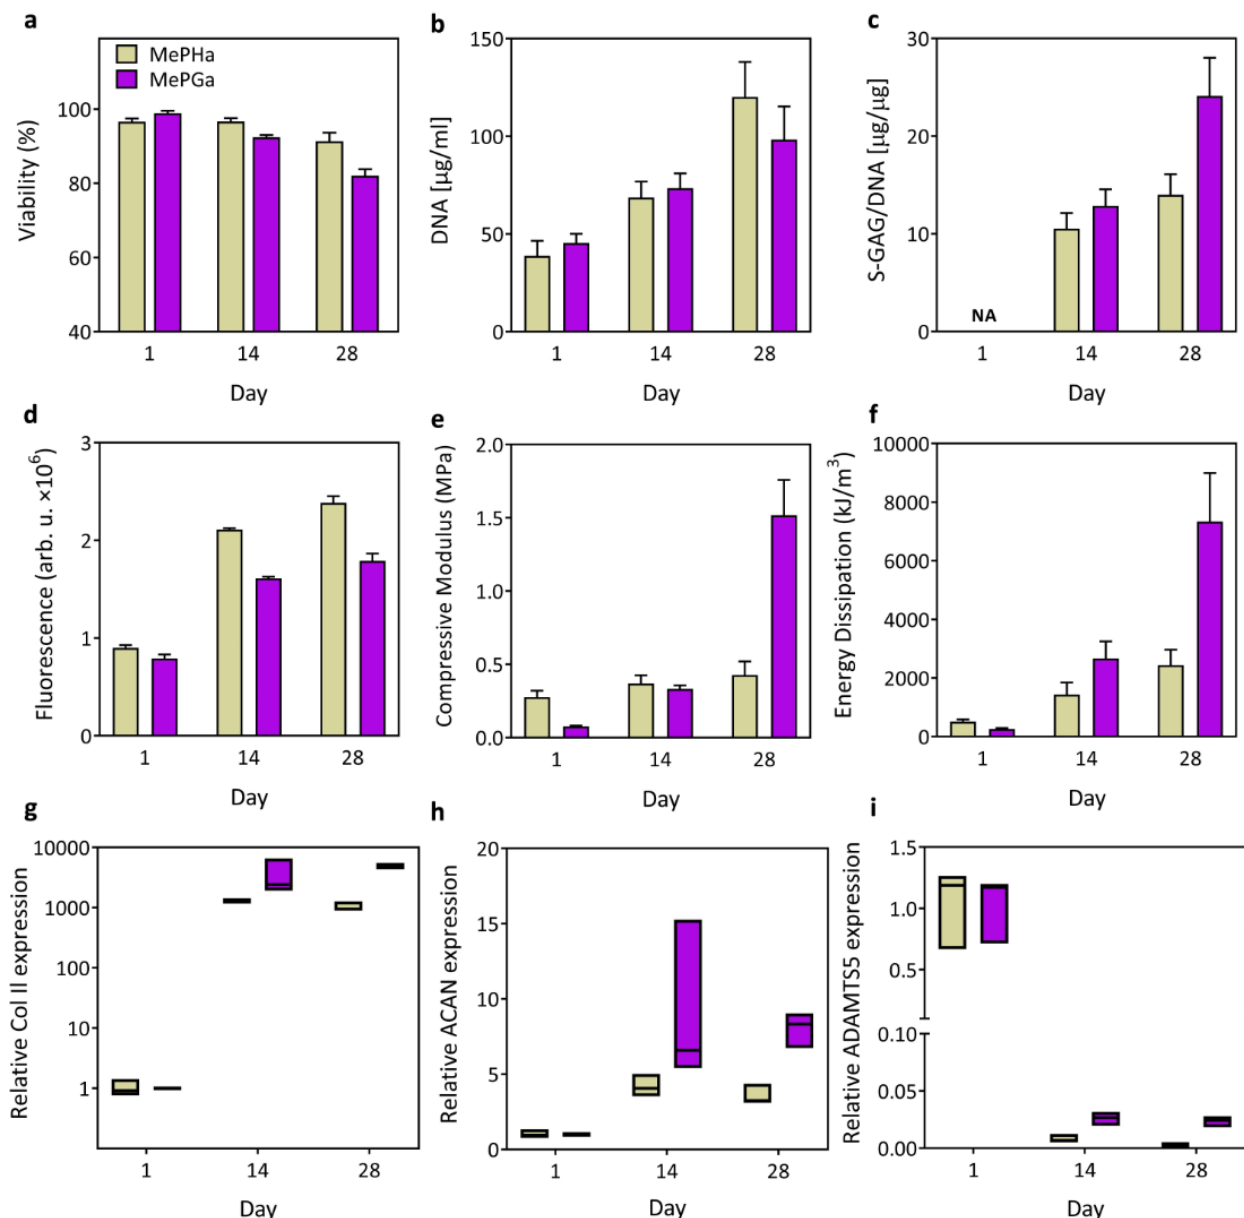 a
Viability (%)
100
80
60
40
MePHa
MePGa
1 14 28
Day
b
DNA [µg/ml]
150
100
50
0
1 14 28
Day
c
S-GAG/DNA [µg/µg]
30
20
10
0
NA
1 14 28
Day
d
Fluorescence (arb. u. ×10⁶)
3
2
1
0
1 14 28
Day
e
Compressive Modulus (MPa)
2.0
1.5
1.0
0.5
0.0
1 14 28
Day
f
Energy Dissipation (kJ/m³)
10000
8000
6000
4000
2000
0
1 14 28
Day
g
Relative Col II expression
10000
1000
100
10
1
1 14 28
Day
h
Relative ACAN expression
20
15
10
5
0
1 14 28
Day
i
Relative ADAMTS5 expression
1.5
1.0
0.5
0.10
0.05
0.00
1 14 28
Day